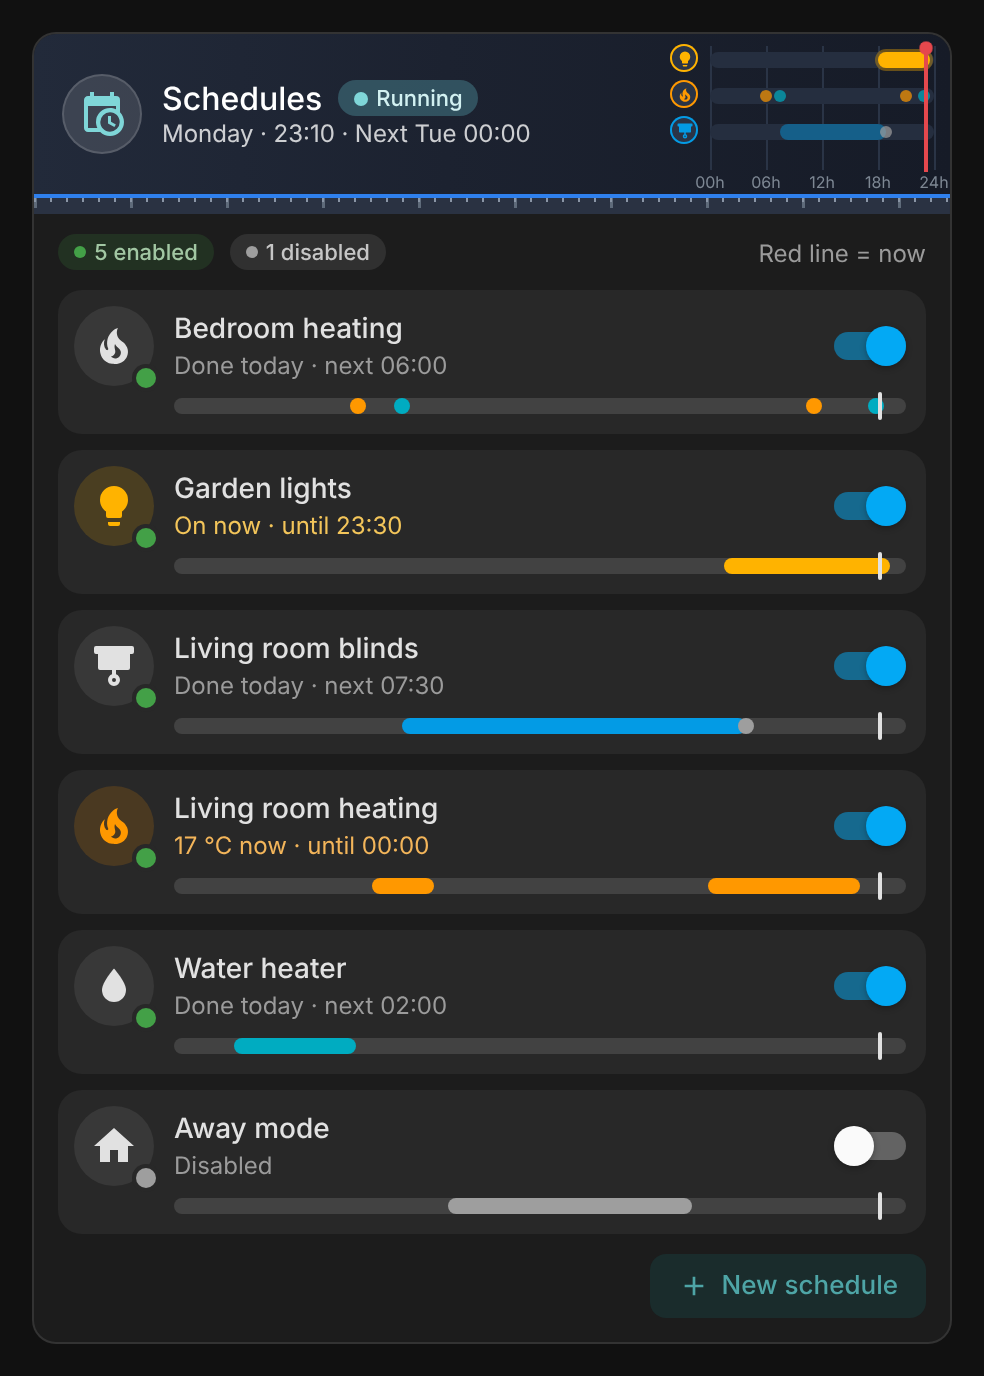 Schedules
Running
Monday · 23:10 · Next Tue 00:00
00h 06h 12h 18h 24h
5 enabled
1 disabled
Red line = now
Bedroom heating
Done today · next 06:00
Garden lights
On now · until 23:30
Living room blinds
Done today · next 07:30
Living room heating
17 °C now · until 00:00
Water heater
Done today · next 02:00
Away mode
Disabled
+ New schedule